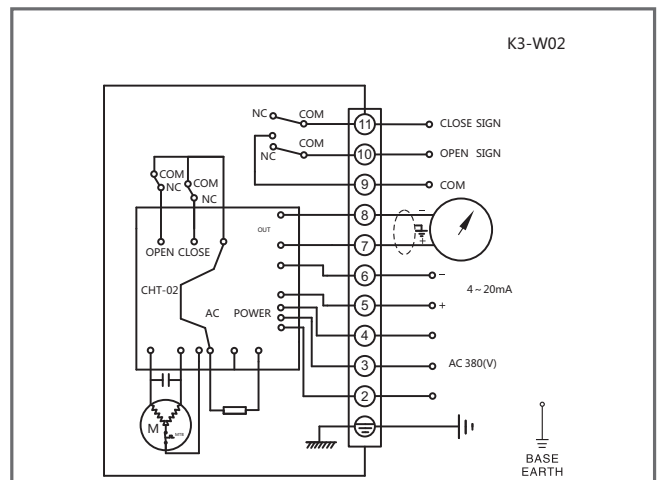 K3-W02
NC COM
11 CLOSE SIGN
COM
NC
10 OPEN SIGN
9 COM
COM
NC COM
NC
8 −
OUT
7 +
OPEN CLOSE
6 −
4~20mA
CHT-02
5 +
AC POWER
4
3 AC 380(V)
2
M
BASE
EARTH